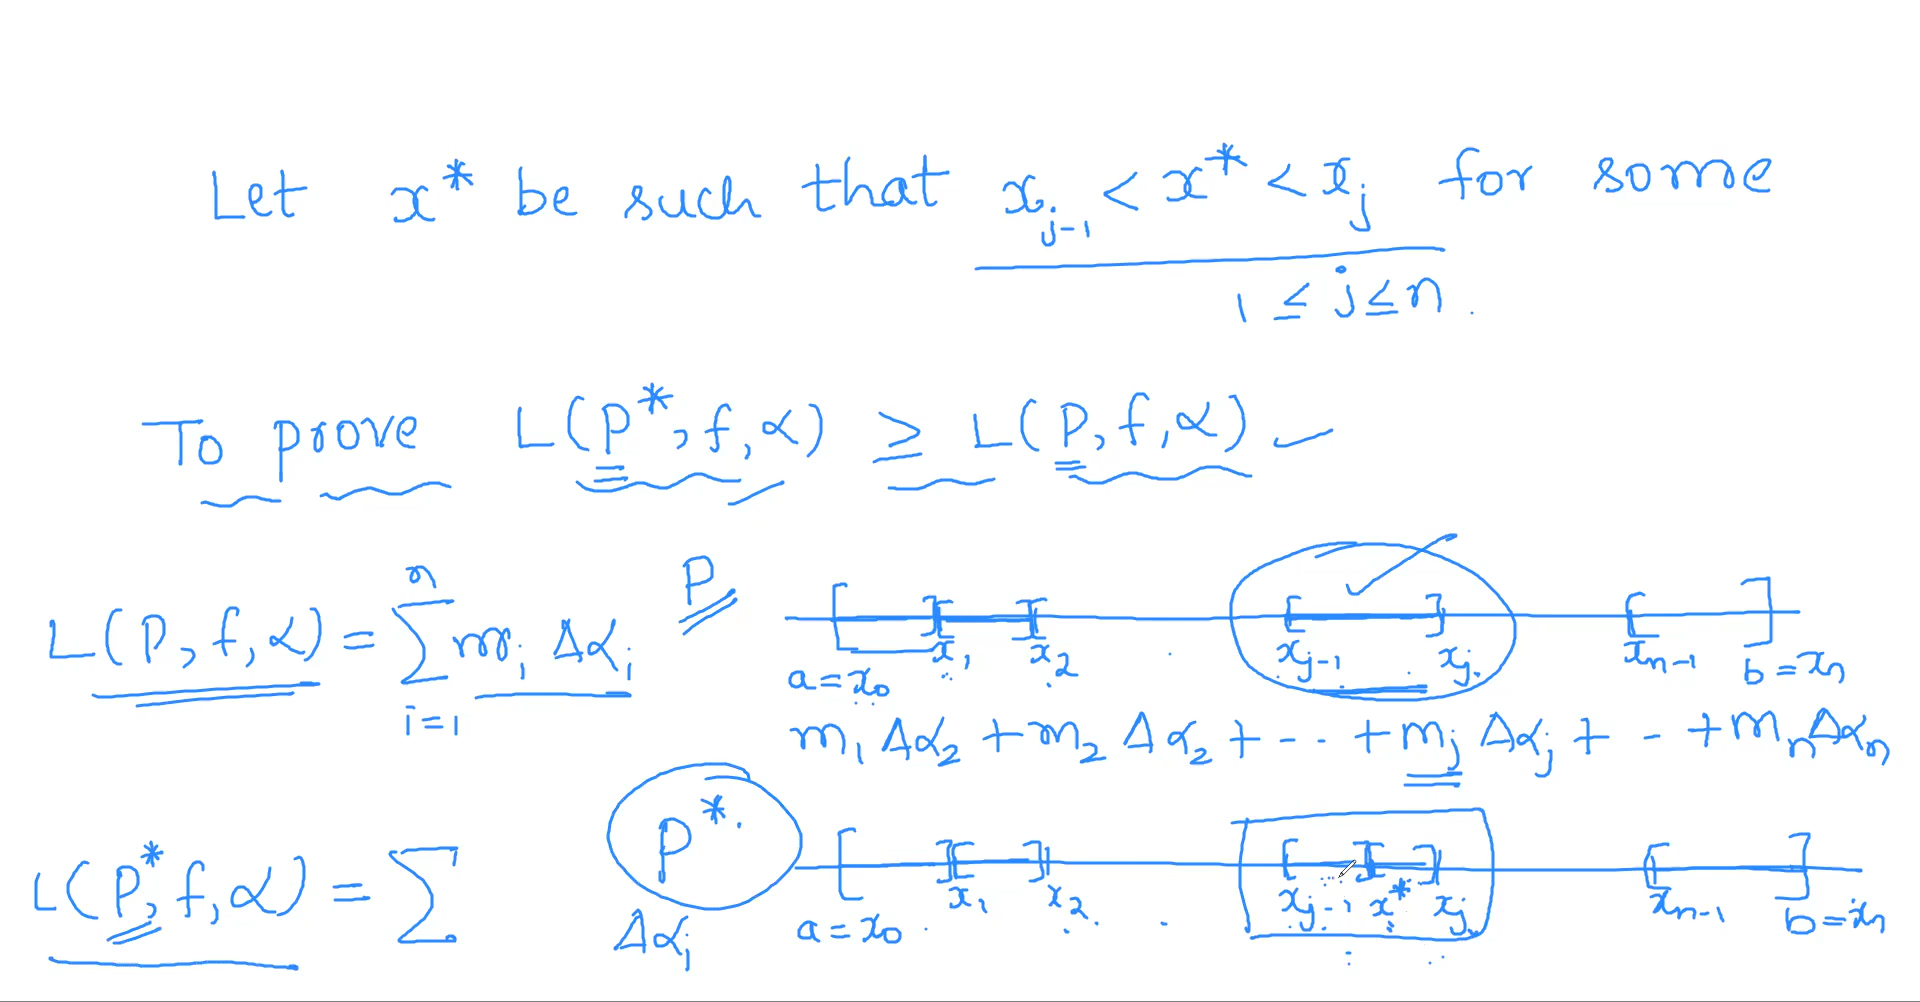 Let x* be such that x_{j-1} < x* < x_j for some
1 ≤ j ≤ n.
To prove L(P*, f, α) ≥ L(P, f, α)
L(P, f, α) = \sum_{i=1}^{n} m_i Δα_i
P
a = x_0 x_1 x_2 x_{j-1} x_j x_{n-1} b = x_n
m_1 Δα_2 + m_2 Δα_2 + -- + m_j Δα_j + - + m_n Δα_n
P*
L(P*, f, α) = ∑ Δα_i
a = x_0 x_1 x_2 x_{j-1} x* x_j x_{n-1} b = x_n